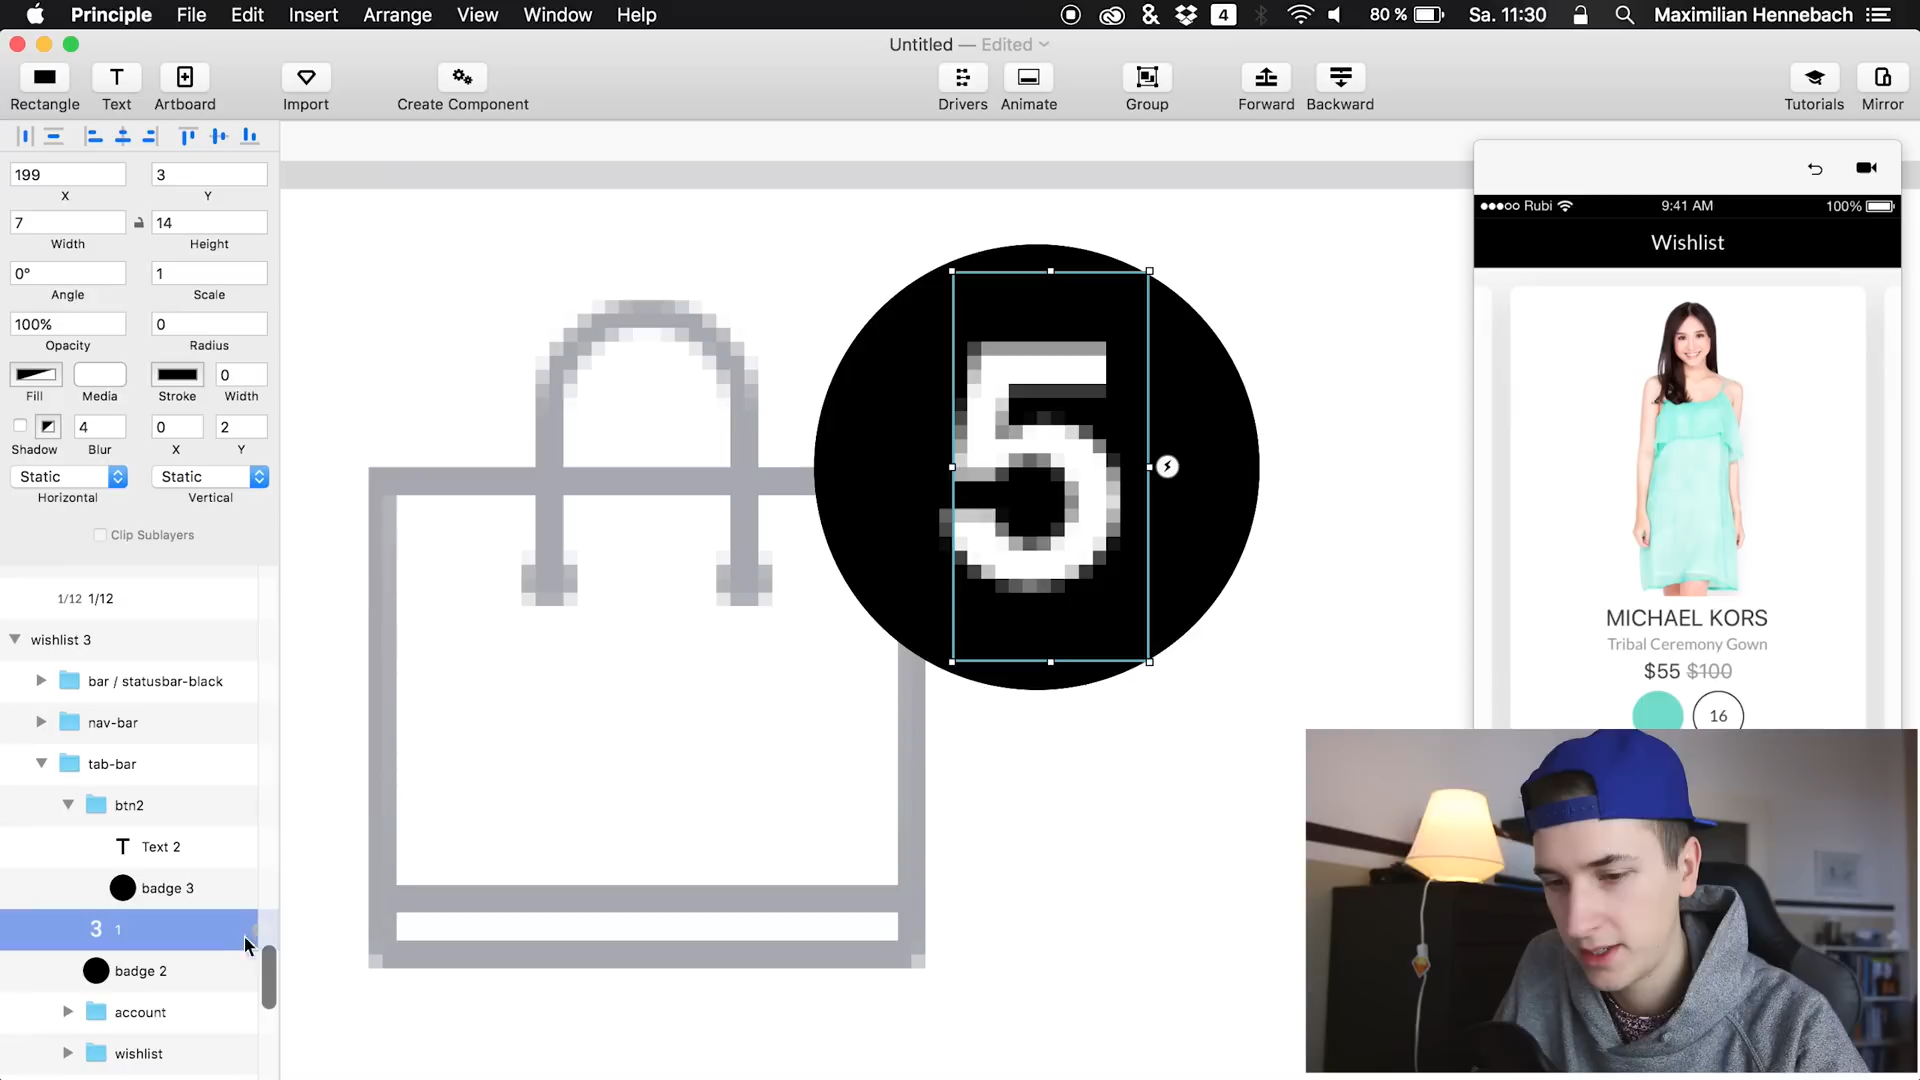 Principle File Edit Insert Arrange View Window Help 4 80 % Sa. 11:30 Maximilian Hennebach
Untitled — Edited
Rectangle Text Artboard Import Create Component Drivers Animate Group Forward Backward Tutorials Mirror
199 3
X Y
7 14
Width Height
0° 1
Angle Scale
100% 0
Opacity Radius
0
Fill Media Stroke Width
4 0 2
Shadow Blur X Y
Static Static
Horizontal Vertical
Clip Sublayers
1/12 1/12
wishlist 3
bar / statusbar-black
nav-bar
tab-bar
btn2
T Text 2
badge 3
3 1
badge 2
account
wishlist
5
Rubi 9:41 AM 100%
Wishlist
MICHAEL KORS
Tribal Ceremony Gown
$55 $100
16